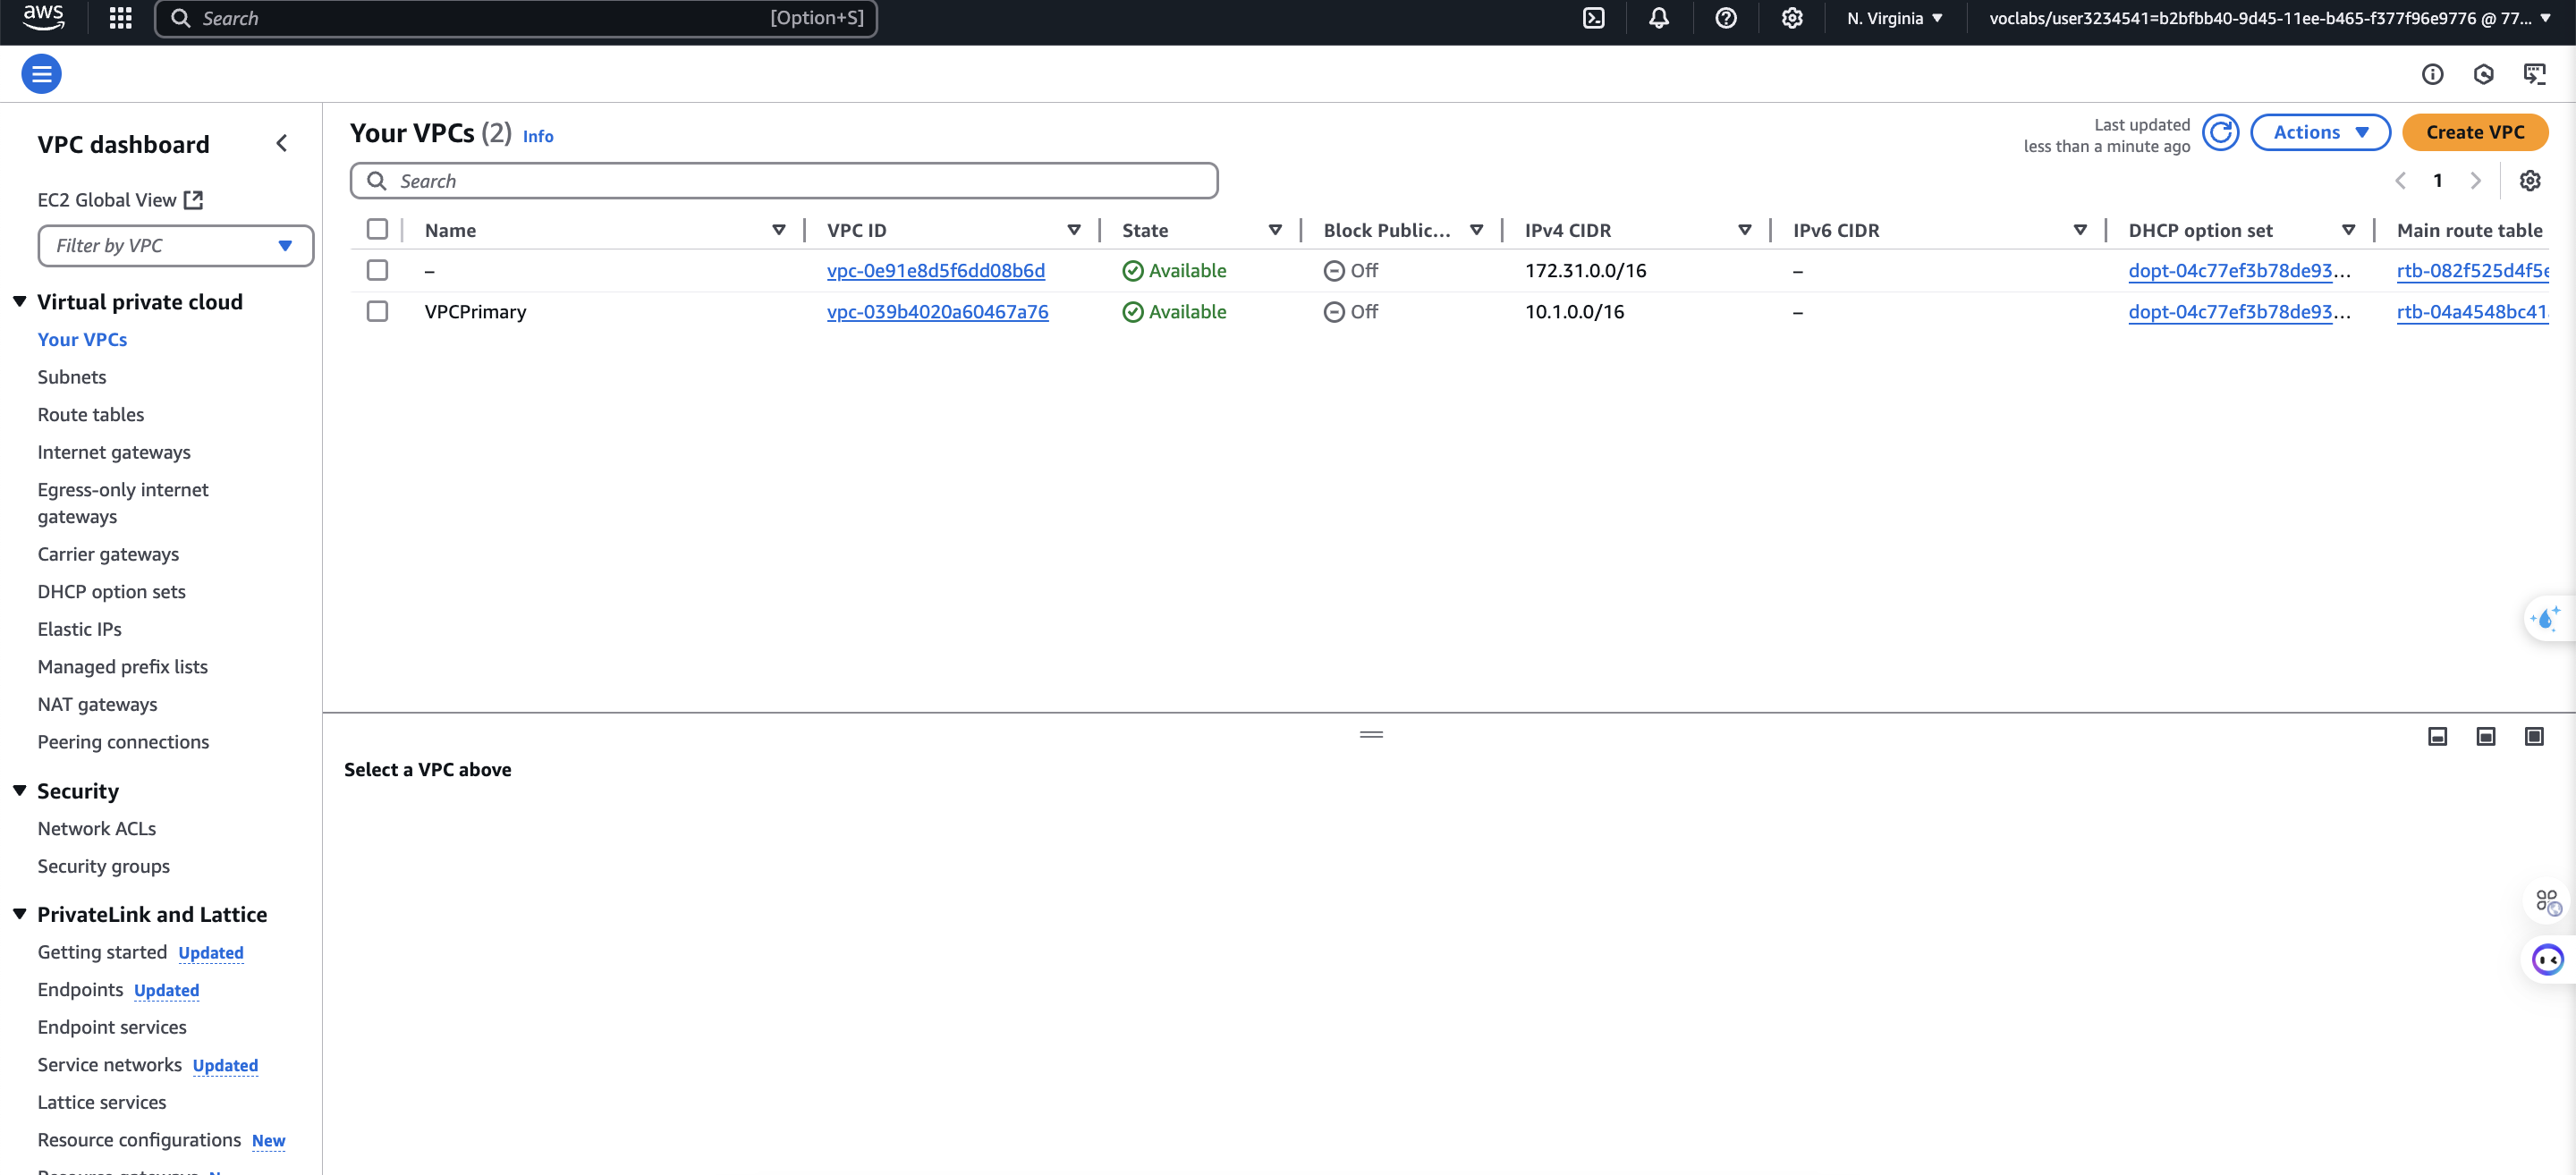 aws
Search
[Option+S]
N. Virginia
voclabs/user3234541=b2bfbb40-9d45-11ee-b465-f377f96e9776 @ 77...
VPC dashboard
EC2 Global View
Filter by VPC
Virtual private cloud
Your VPCs
Subnets
Route tables
Internet gateways
Egress-only internet
gateways
Carrier gateways
DHCP option sets
Elastic IPs
Managed prefix lists
NAT gateways
Peering connections
Security
Network ACLs
Security groups
PrivateLink and Lattice
Getting started Updated
Endpoints Updated
Endpoint services
Service networks Updated
Lattice services
Resource configurations New
Your VPCs (2) Info
Last updated
less than a minute ago
Actions
Create VPC
Search
1
Name VPC ID State Block Public... IPv4 CIDR IPv6 CIDR DHCP option set Main route table
– vpc-0e91e8d5f6dd08b6d Available Off 172.31.0.0/16 – dopt-04c77ef3b78de93... rtb-082f525d4f5e
VPCPrimary vpc-039b4020a60467a76 Available Off 10.1.0.0/16 – dopt-04c77ef3b78de93... rtb-04a4548bc41
Select a VPC above